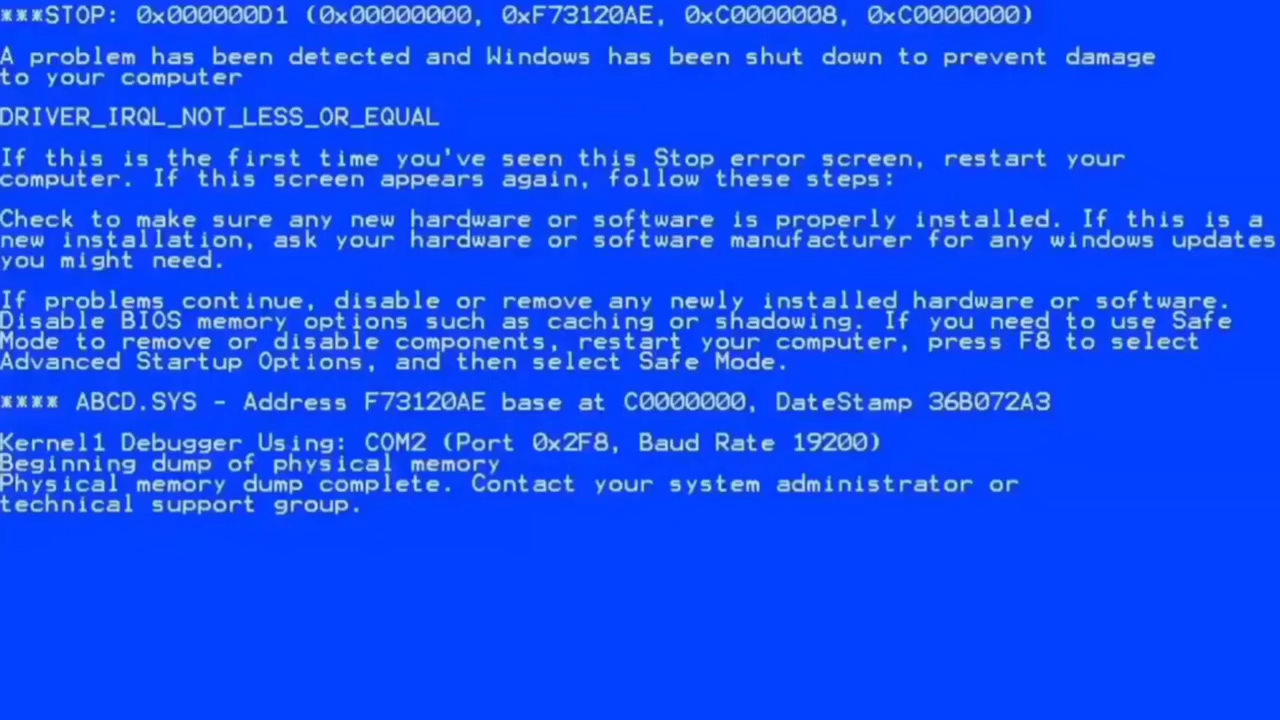 ***STOP: 0x000000D1 (0x00000000, 0xF73120AE, 0xC0000008, 0xC0000000)
A problem has been detected and Windows has been shut down to prevent damage
to your computer
DRIVER_IRQL_NOT_LESS_OR_EQUAL
If this is the first time you've seen this Stop error screen, restart your
computer. If this screen appears again, follow these steps:
Check to make sure any new hardware or software is properly installed. If this is a
new installation, ask your hardware or software manufacturer for any windows updates
you might need.
If problems continue, disable or remove any newly installed hardware or software.
Disable BIOS memory options such as caching or shadowing. If you need to use Safe
Mode to remove or disable components, restart your computer, press F8 to select
Advanced Startup Options, and then select Safe Mode.
**** ABCD.SYS - Address F73120AE base at C0000000, DateStamp 36B072A3
Kernel1 Debugger Using: COM2 (Port 0x2F8, Baud Rate 19200)
Beginning dump of physical memory
Physical memory dump complete. Contact your system administrator or
technical support group.